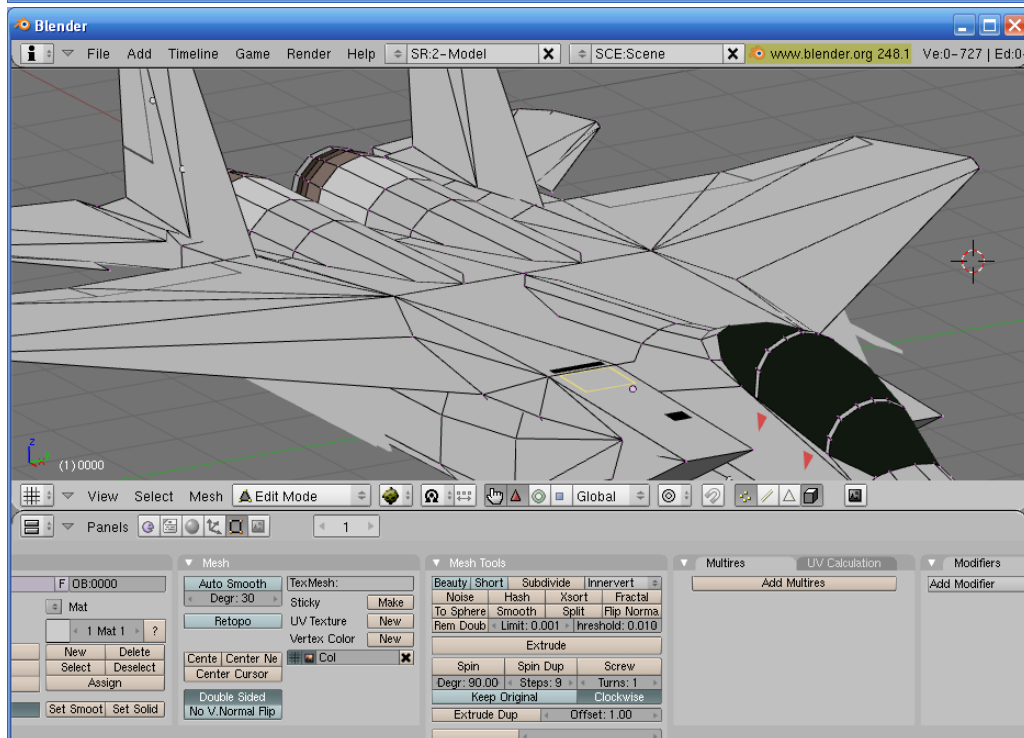 Blender
File Add Timeline Game Render Help SR:2-Model SCE:Scene www.blender.org 248.1 Ve:0-727 | Ed:0-
z
(1) 0000
View Select Mesh Edit Mode Global
Panels 1
Mesh Mesh Tools Multires UV Calculation Modifiers
F OB:0000 Auto Smooth TexMesh: Beauty Short Subdivide Innervert Add Multires Add Modifier
Degr: 30 Noise Hash Xsort Fractal
Mat Sticky Make To Sphere Smooth Split Flip Norma
1 Mat 1 ? Retopo UV Texture New Rem Doub Limit: 0.001 hreshold: 0.010
Vertex Color New Extrude
New Delete Cente Center Ne Col
Select Deselect Center Cursor Spin Spin Dup Screw
Assign Degr: 90.00 Steps: 9 Turns: 1
Double Sided Keep Original Clockwise
Set Smoot Set Solid No V.Normal Flip Extrude Dup Offset: 1.00